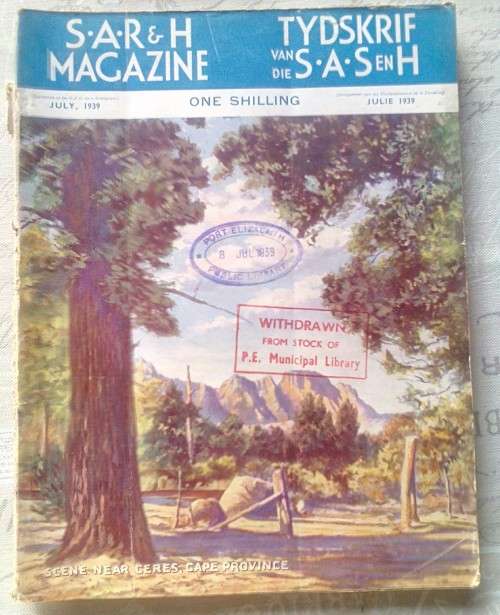 S·A·R & H
MAGAZINE
TYDSKRIF
VAN DIE S·A·S EN H
JULY, 1939
ONE SHILLING
JULIE 1939
PORT ELIZABETH
8 JUL 1939
PUBLIC LIBRARY
WITHDRAWN
FROM STOCK OF
P.E. Municipal Library
SCENE NEAR CERES, CAPE PROVINCE